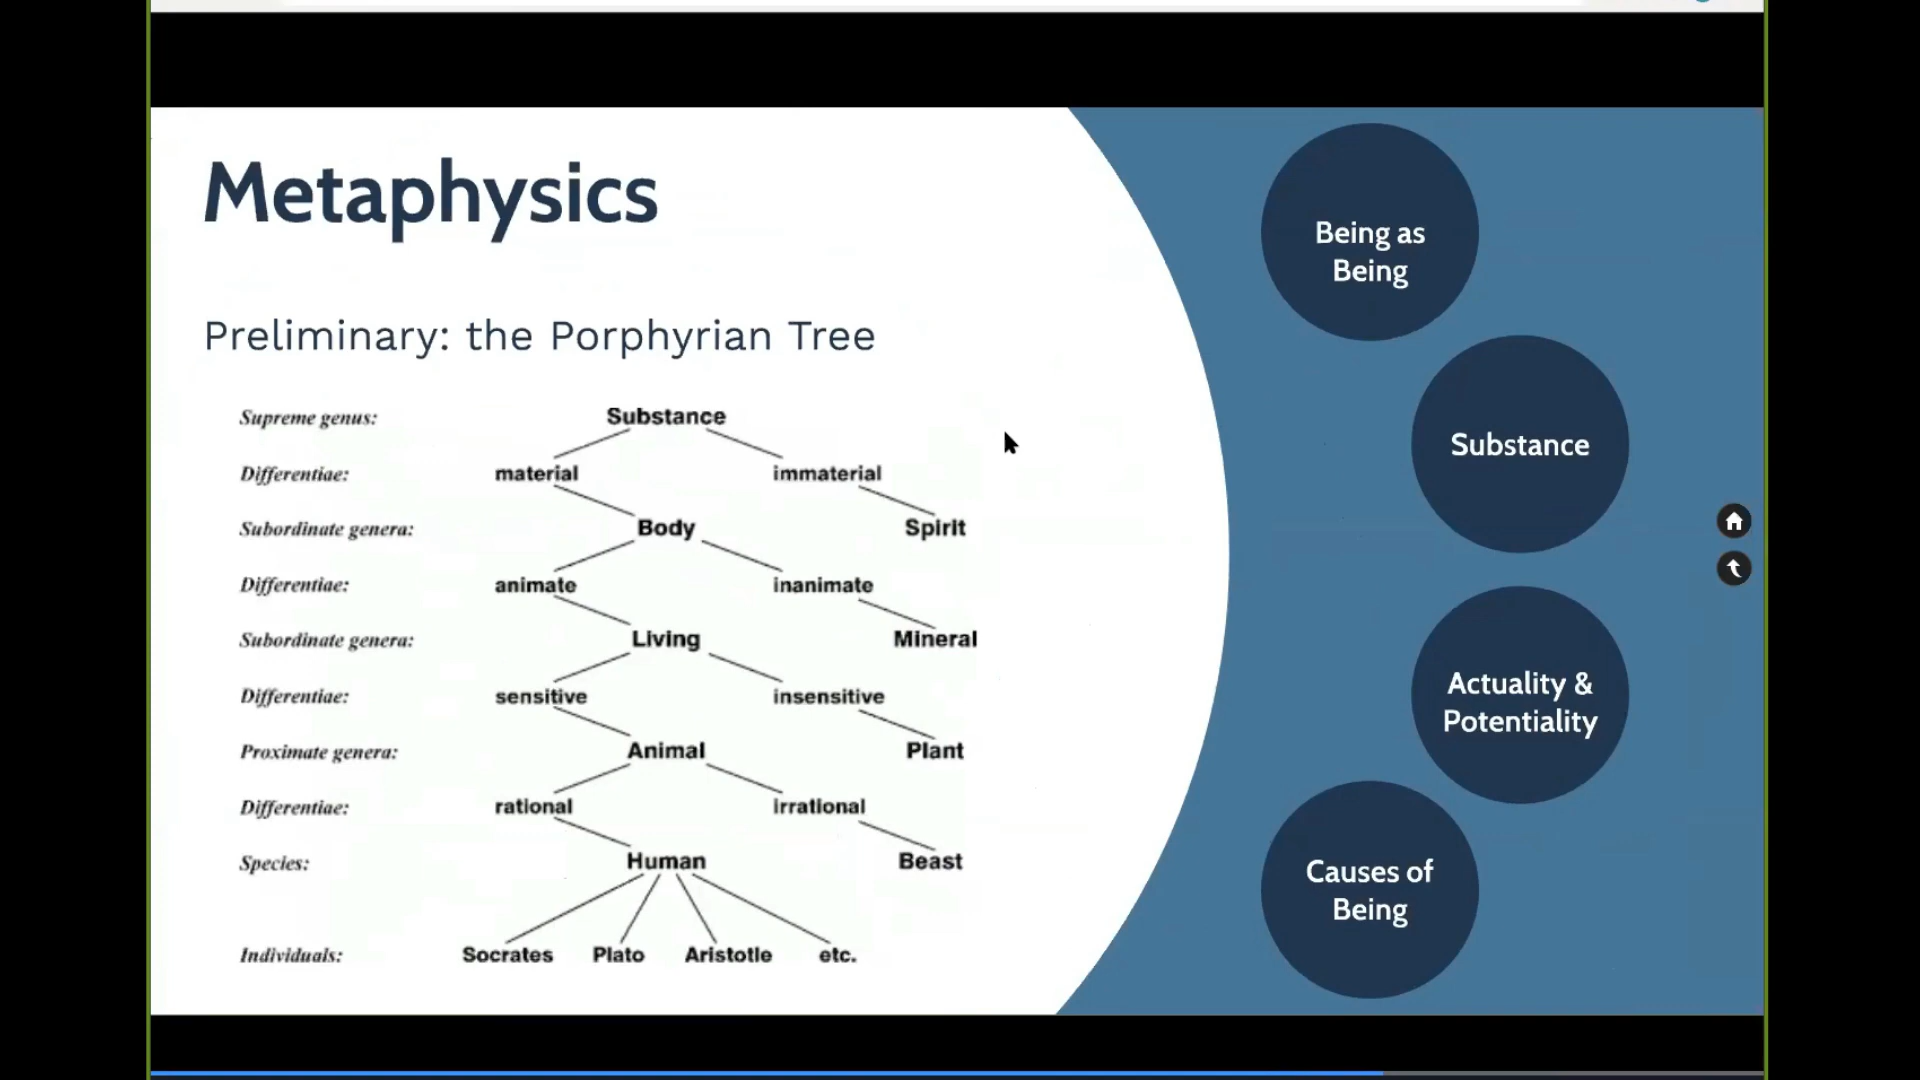 Metaphysics
Preliminary: the Porphyrian Tree
Supreme genus: Substance
Differentiae: material immaterial
Subordinate genera: Body Spirit
Differentiae: animate inanimate
Subordinate genera: Living Mineral
Differentiae: sensitive insensitive
Proximate genera: Animal Plant
Differentiae: rational irrational
Species: Human Beast
Individuals: Socrates Plato Aristotle etc.
Being as
Being
Substance
Actuality &
Potentiality
Causes of
Being